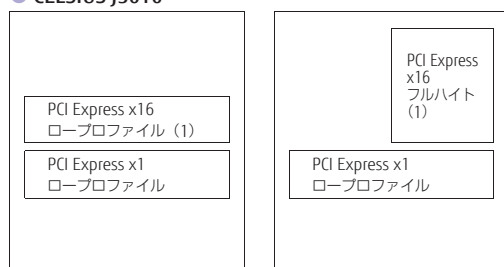 CELSIUS J5010
PCI Express x16
ロープロファイル（1）
PCI Express x1
ロープロファイル
PCI Express
x16
フルハイト
（1）
PCI Express x1
ロープロファイル